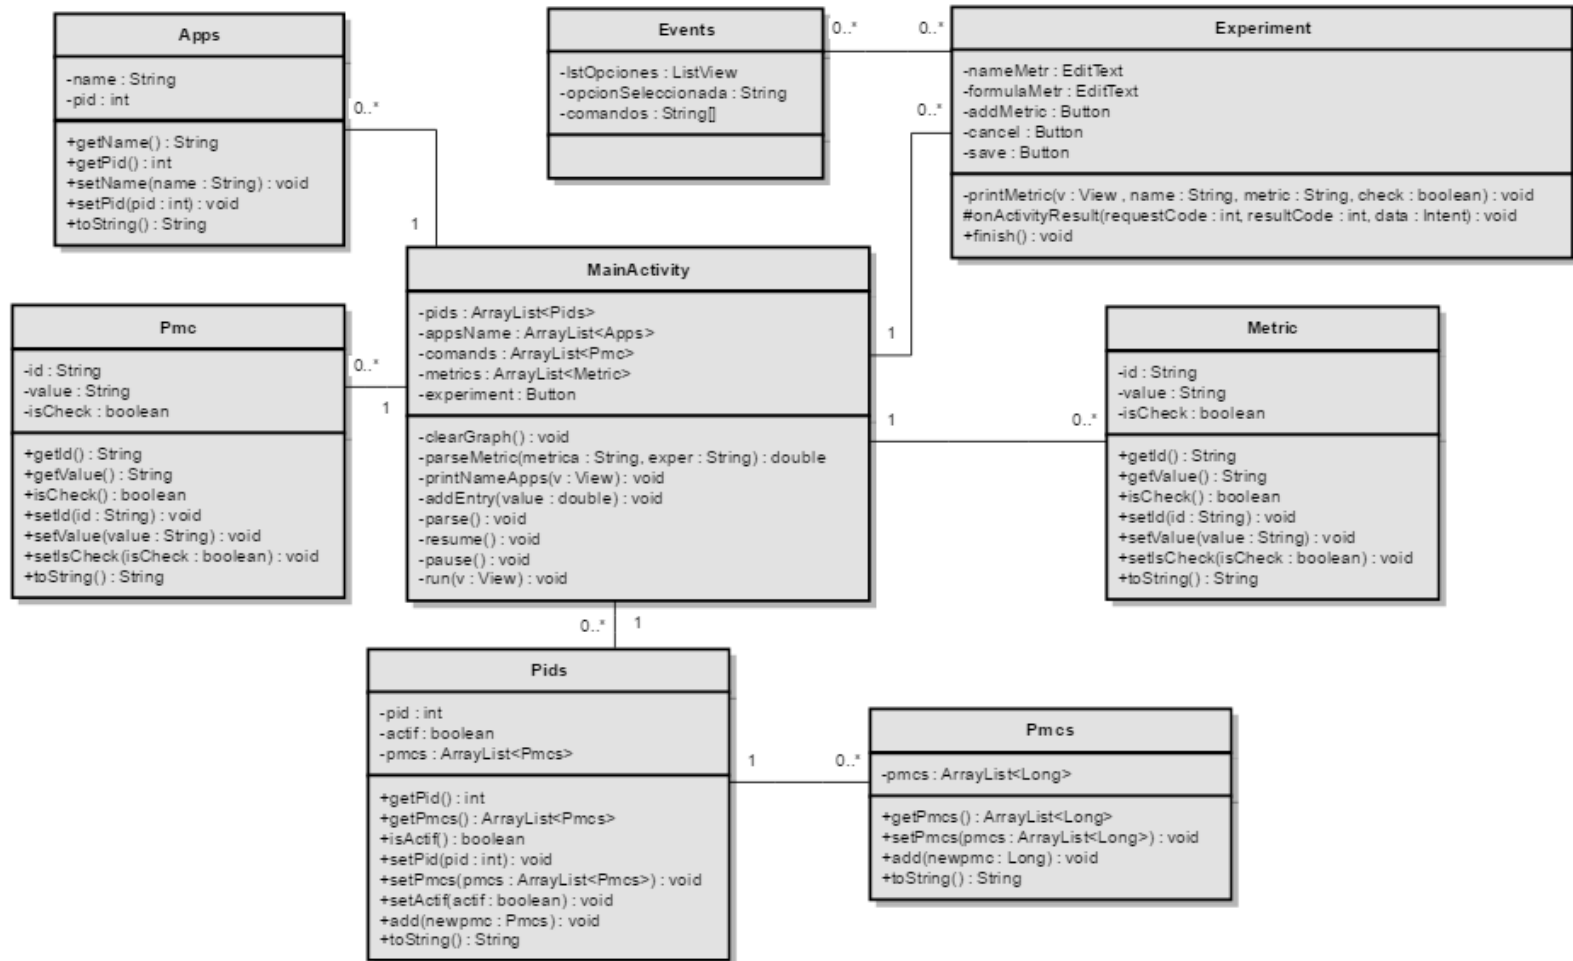 Apps
-name : String
-pid : int
+getName() : String
+getPid() : int
+setName(name : String) : void
+setPid(pid : int) : void
+toString() : String
0..*
1
Events
-lstOpciones : ListView
-opcionSeleccionada : String
-comandos : String[]
0..*
0..*
Experiment
-nameMetr : EditText
-formulaMetr : EditText
-addMetric : Button
-cancel : Button
-save : Button
-printMetric(v : View , name : String, metric : String, check : boolean) : void
#onActivityResult(requestCode : int, resultCode : int, data : Intent) : void
+finish() : void
0..*
1
Pmc
-id : String
-value : String
-isCheck : boolean
+getId() : String
+getValue() : String
+isCheck() : boolean
+setId(id : String) : void
+setValue(value : String) : void
+setIsCheck(isCheck : boolean) : void
+toString() : String
0..*
1
MainActivity
-pids : ArrayList<Pids>
-appsName : ArrayList<Apps>
-comands : ArrayList<Pmc>
-metrics : ArrayList<Metric>
-experiment : Button
-clearGraph() : void
-parseMetric(metrica : String, exper : String) : double
-printNameApps(v : View) : void
-addEntry(value : double) : void
-parse() : void
-resume() : void
-pause() : void
-run(v : View) : void
1
0..*
Metric
-id : String
-value : String
-isCheck : boolean
+getId() : String
+getValue() : String
+isCheck() : boolean
+setId(id : String) : void
+setValue(value : String) : void
+setIsCheck(isCheck : boolean) : void
+toString() : String
0..*
1
Pids
-pid : int
-actif : boolean
-pmcs : ArrayList<Pmcs>
+getPid() : int
+getPmcs() : ArrayList<Pmcs>
+isActif() : boolean
+setPid(pid : int) : void
+setPmcs(pmcs : ArrayList<Pmcs>) : void
+setActif(actif : boolean) : void
+add(newpmc : Pmcs) : void
+toString() : String
1
0..*
Pmcs
-pmcs : ArrayList<Long>
+getPmcs() : ArrayList<Long>
+setPmcs(pmcs : ArrayList<Long>) : void
+add(newpmc : Long) : void
+toString() : String